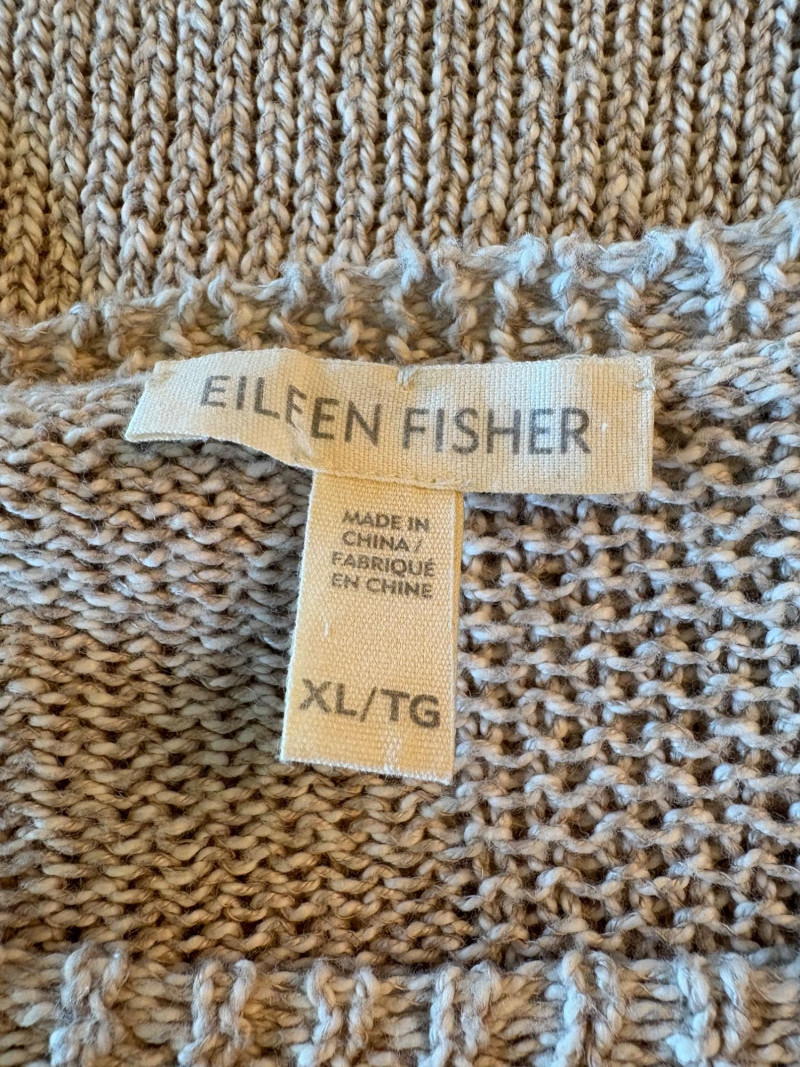 EILEEN FISHER
MADE IN
CHINA /
FABRIQUÉ
EN CHINE
XL/TG